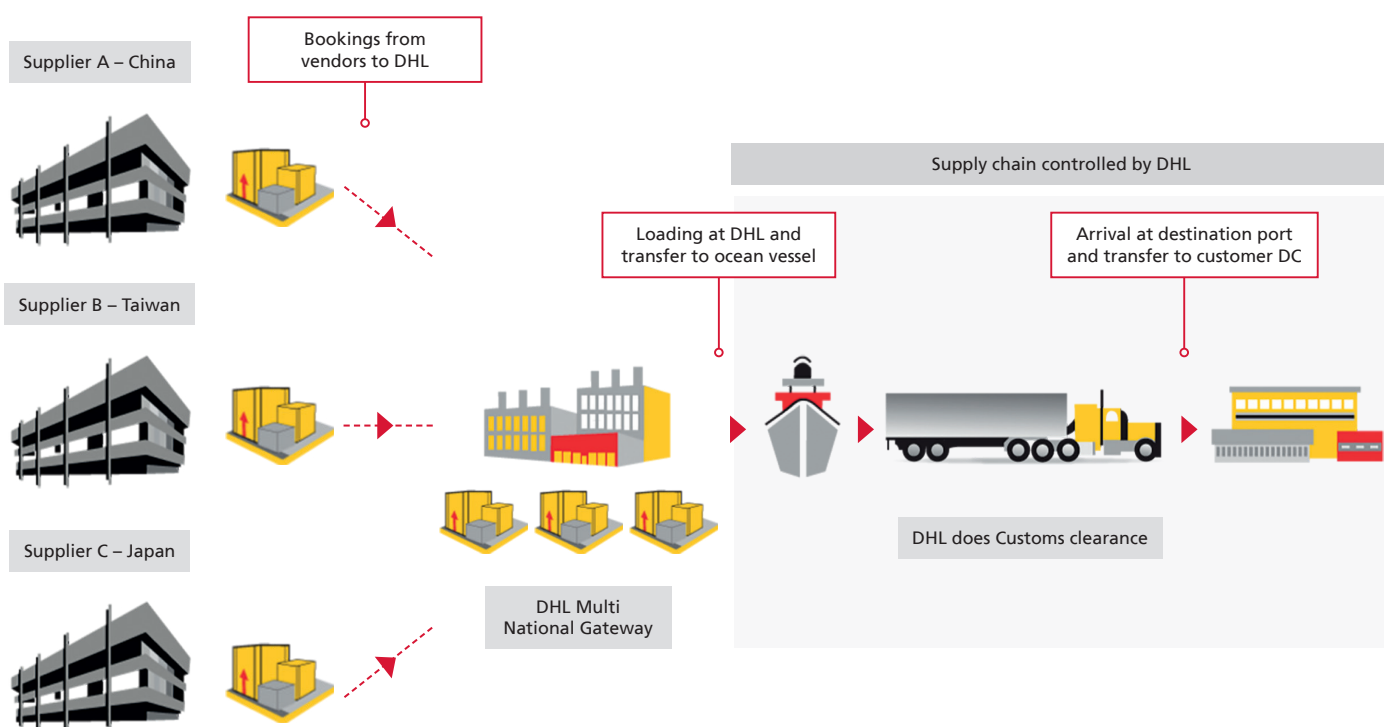 Bookings from
vendors to DHL
Supplier A – China
Supply chain controlled by DHL
Loading at DHL and
transfer to ocean vessel
Arrival at destination port
and transfer to customer DC
Supplier B – Taiwan
Supplier C – Japan
DHL does Customs clearance
DHL Multi
National Gateway